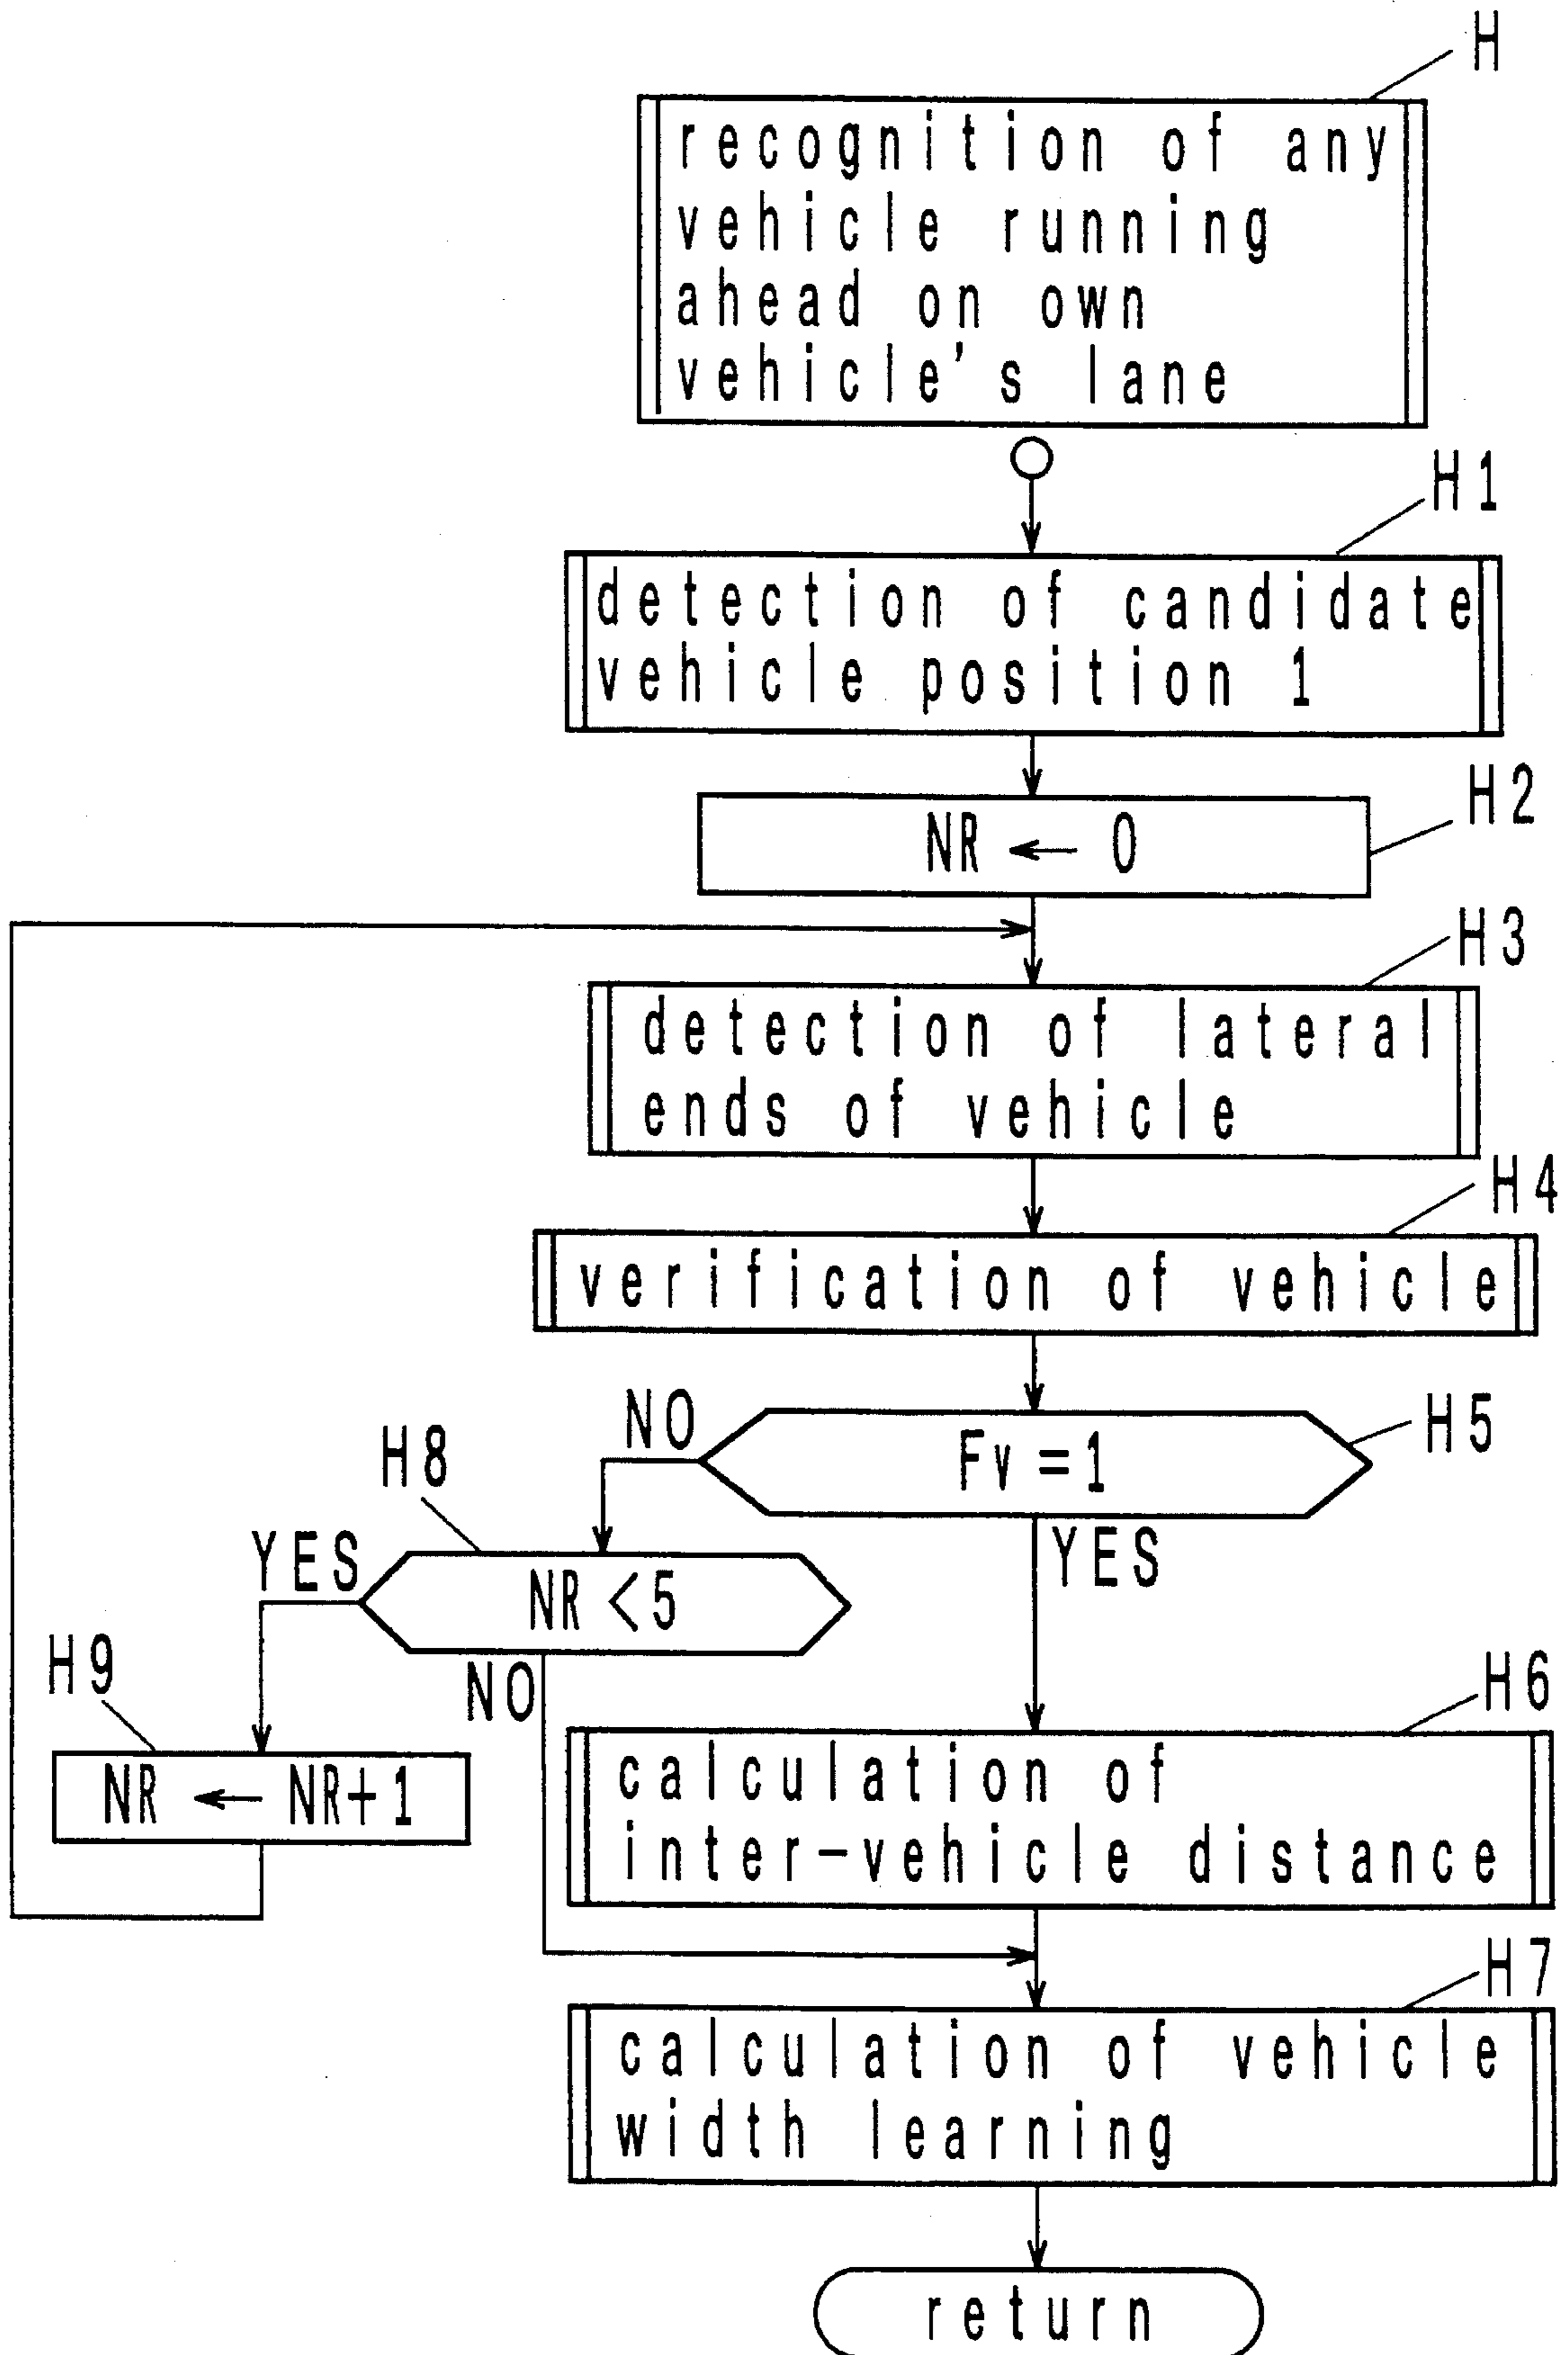 H
recognition of any
vehicle running
ahead on own
vehicle's lane
H1
detection of candidate
vehicle position 1
H2
NR ← 0
H3
detection of lateral
ends of vehicle
H4
verification of vehicle
H5
NO
Fv=1
YES
H8
YES
NR<5
NO
H9
NR ← NR+1
H6
calculation of
inter-vehicle distance
H7
calculation of vehicle
width learning
return